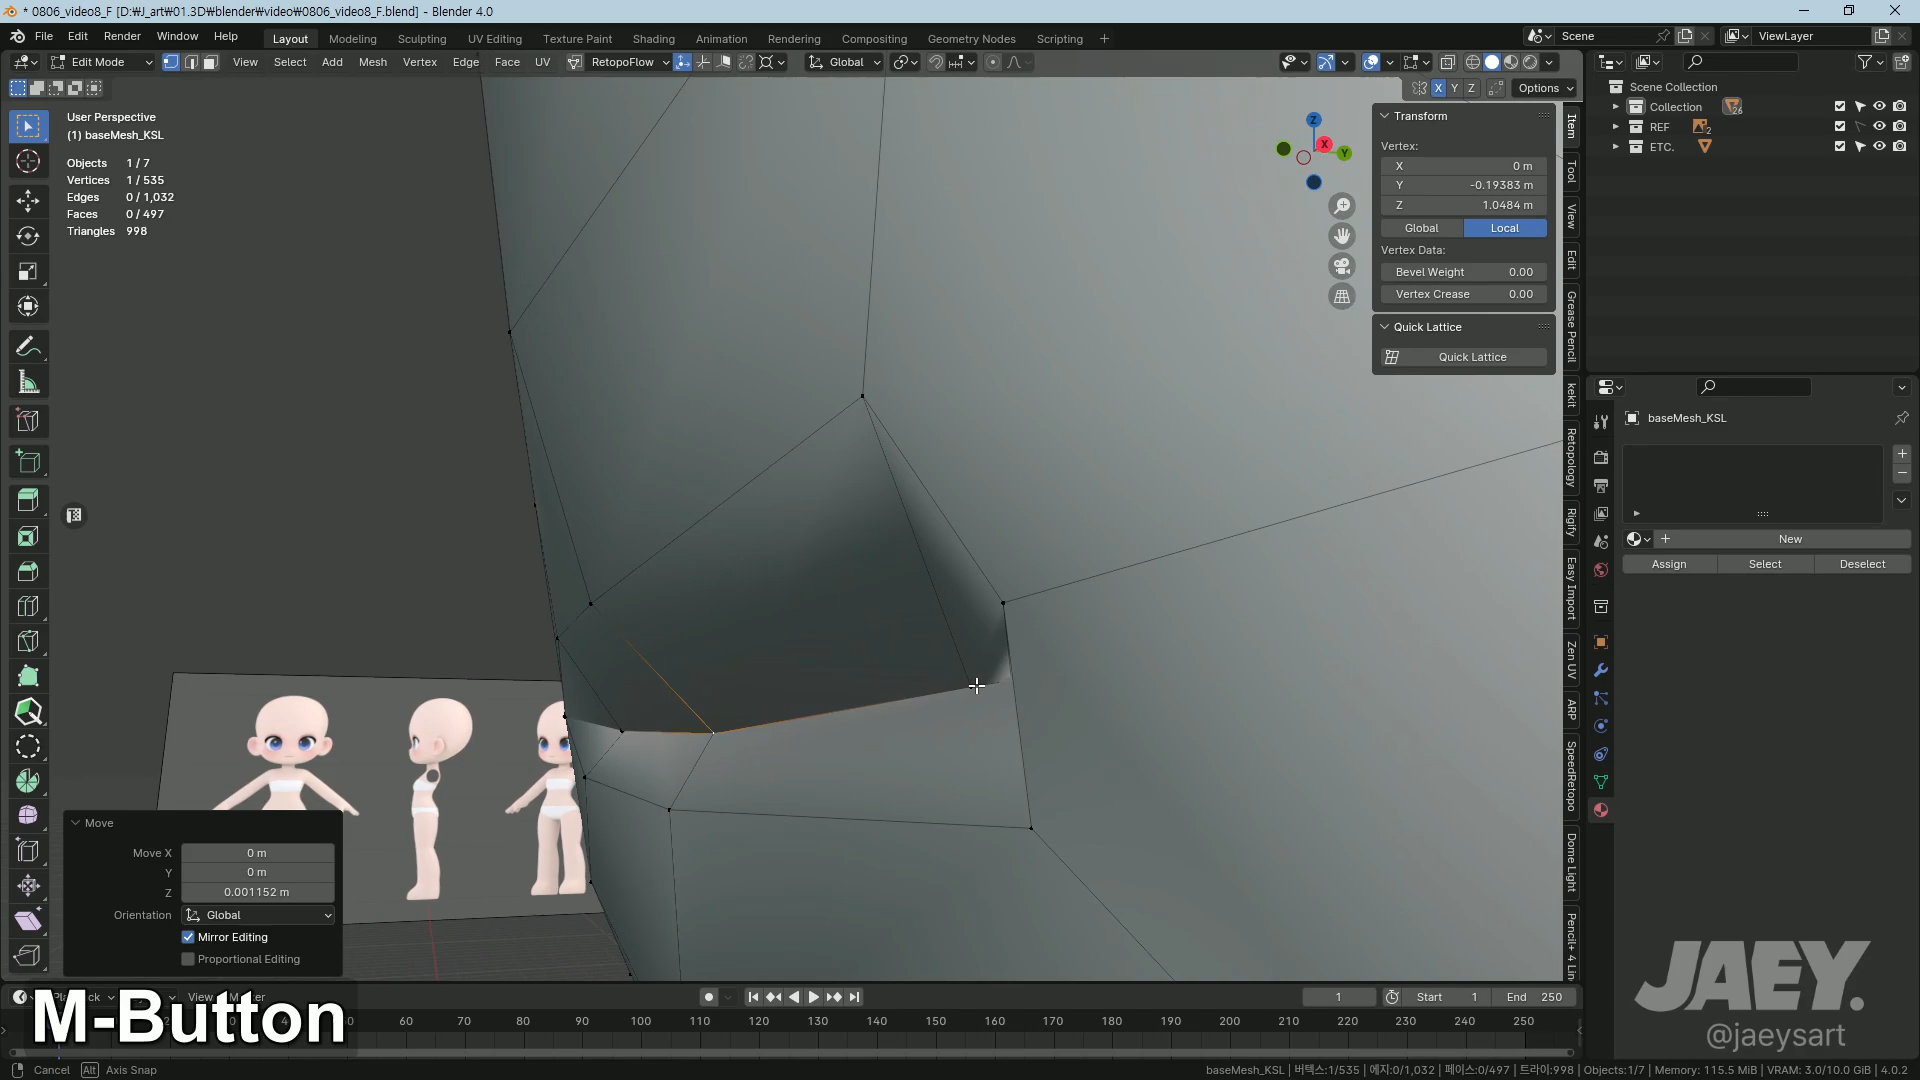 * 0806_video8_F [D:₩J_art₩01.3D₩blender₩video₩0806_video8_F.blend] - Blender 4.0
File Edit Render Window Help
Layout Modeling Sculpting UV Editing Texture Paint Shading Animation Rendering Compositing Geometry Nodes Scripting +
Scene
ViewLayer
Edit Mode View Select Add Mesh Vertex Edge Face UV RetopoFlow Global
X Y Z Options
User Perspective
(1) baseMesh_KSL
Objects 1 / 7
Vertices 1 / 535
Edges 0 / 1,032
Faces 0 / 497
Triangles 998
Z
X
Y
Transform
Vertex:
X 0 m
Y -0.19383 m
Z 1.0484 m
Global Local
Vertex Data:
Bevel Weight 0.00
Vertex Crease 0.00
Quick Lattice
Quick Lattice
Item
Tool
View
Edit
Grease Pencil
kekit
Retopology
Rigify
Easy Import
Zen UV
ARP
SpeedRetopo
Dome Light
Pencil+ 4 Lin
Scene Collection
Collection 26
REF 2
ETC.
baseMesh_KSL
New
Assign Select Deselect
Move
Move X 0 m
Y 0 m
Z 0.001152 m
Orientation Global
Mirror Editing
Proportional Editing
View
1 Start 1 End 250
60 70 80 90 100 110 120 130 140 150 160 170 180 190 200 210 220 230 240 250
M-Button
JAEY.
@jaeysart
Cancel Alt Axis Snap
baseMesh_KSL | 버텍스:1/535 | 에지:0/1,032 | 페이스:0/497 | 트라이:998 | Objects:1/7 | Memory: 115.5 MiB | VRAM: 3.0/10.0 GiB | 4.0.2